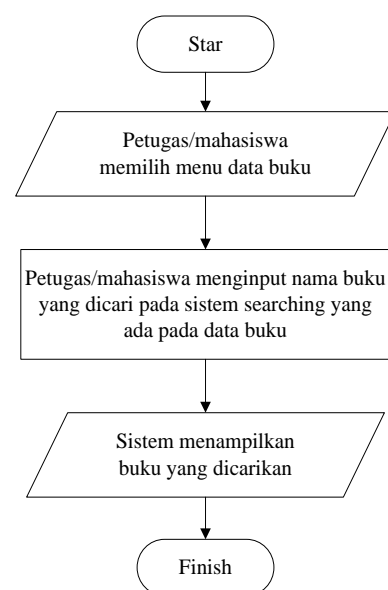 Star
Petugas/mahasiswa
memilih menu data buku
Petugas/mahasiswa menginput nama buku
yang dicari pada sistem searching yang
ada pada data buku
Sistem menampilkan
buku yang dicarikan
Finish